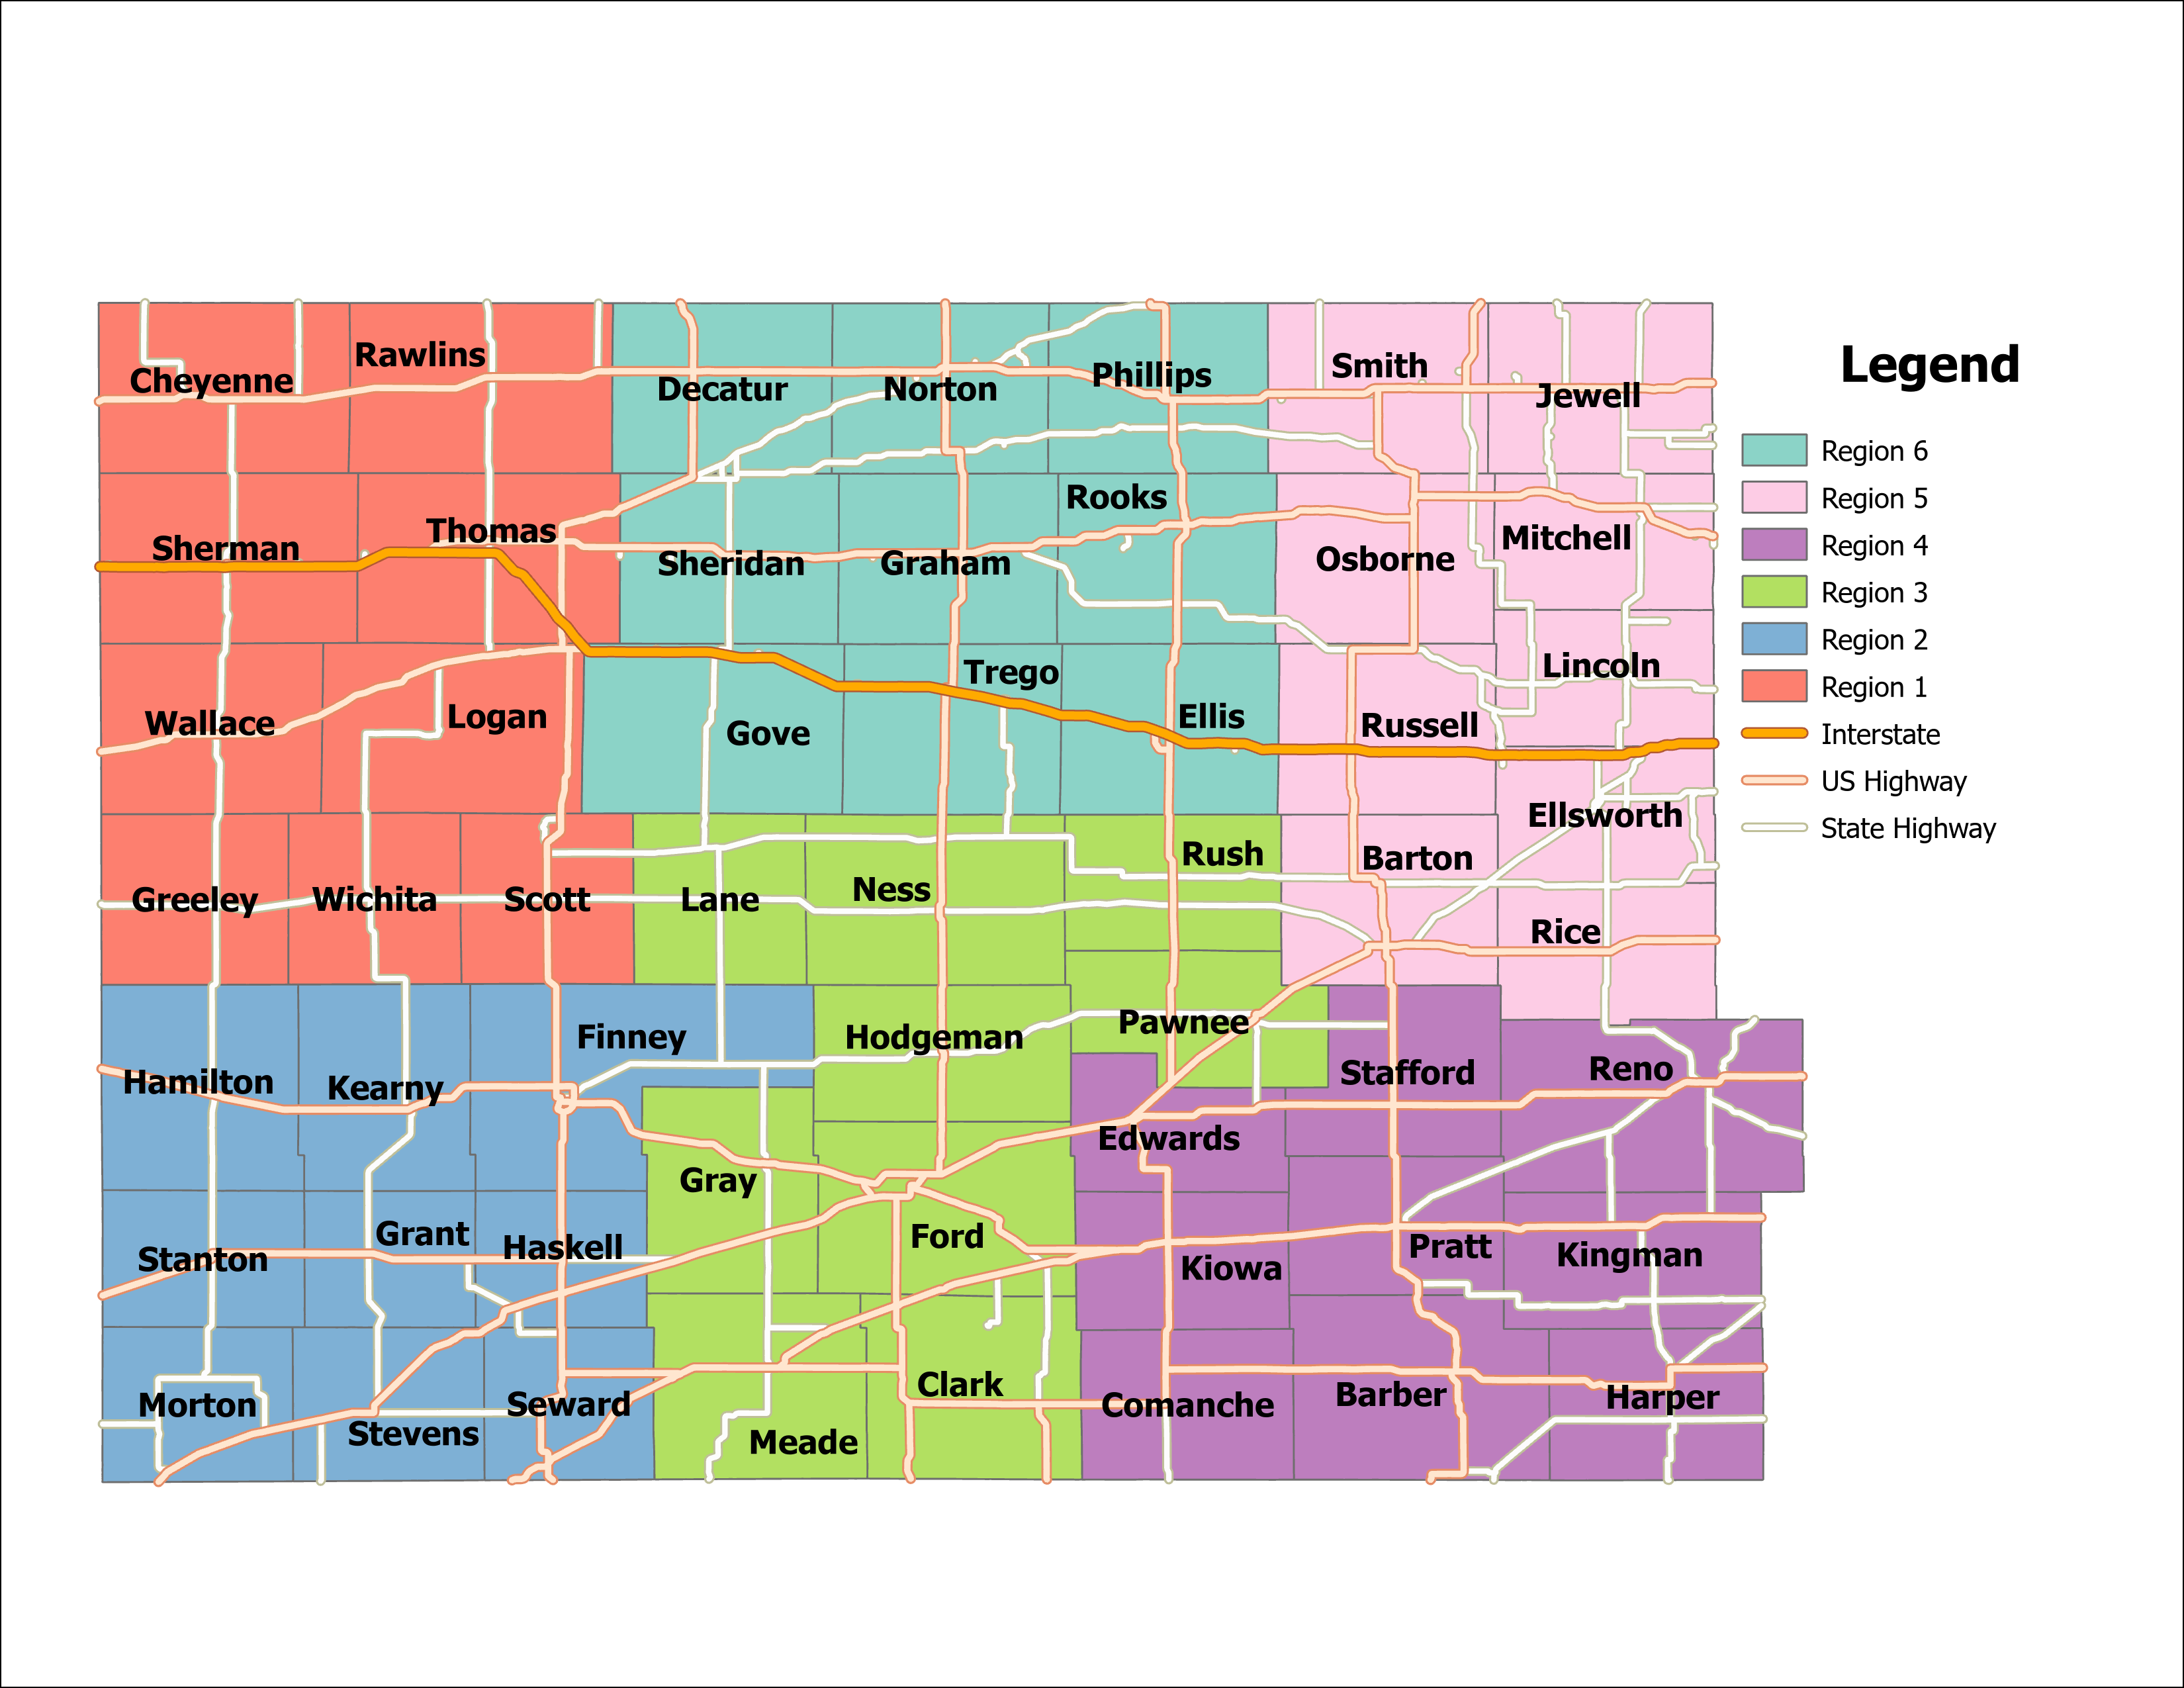 Legend
Region 6
Region 5
Region 4
Region 3
Region 2
Region 1
Interstate
US Highway
State Highway
Cheyenne
Rawlins
Decatur
Norton
Phillips
Smith
Jewell
Sherman
Thomas
Sheridan
Graham
Rooks
Osborne
Mitchell
Wallace
Logan
Gove
Trego
Ellis
Russell
Lincoln
Ellsworth
Greeley
Wichita
Scott
Lane
Ness
Rush
Barton
Rice
Hamilton
Kearny
Finney
Hodgeman
Pawnee
Stafford
Reno
Edwards
Stanton
Grant
Haskell
Gray
Ford
Kiowa
Pratt
Kingman
Morton
Stevens
Seward
Meade
Clark
Comanche
Barber
Harper